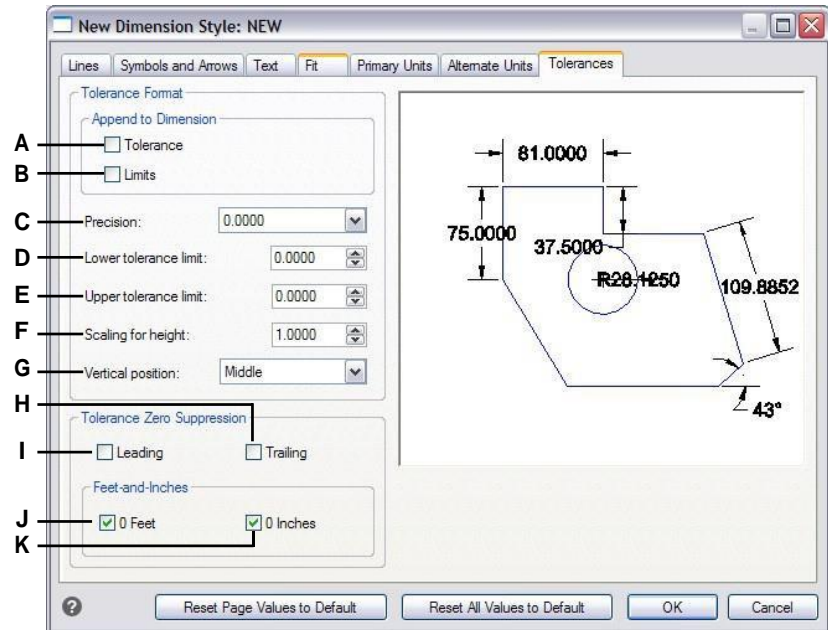 New Dimension Style: NEW
Lines Symbols and Arrows Text Fit Primary Units Alternate Units Tolerances
Tolerance Format
Append to Dimension
A Tolerance
B Limits
C Precision: 0.0000
D Lower tolerance limit: 0.0000
E Upper tolerance limit: 0.0000
F Scaling for height: 1.0000
G Vertical position: Middle
H
Tolerance Zero Suppression
I Leading Trailing
Feet-and-Inches
J 0 Feet 0 Inches
K
81.0000
75.0000
37.5000
R28.1250
109.8852
43°
Reset Page Values to Default Reset All Values to Default OK Cancel